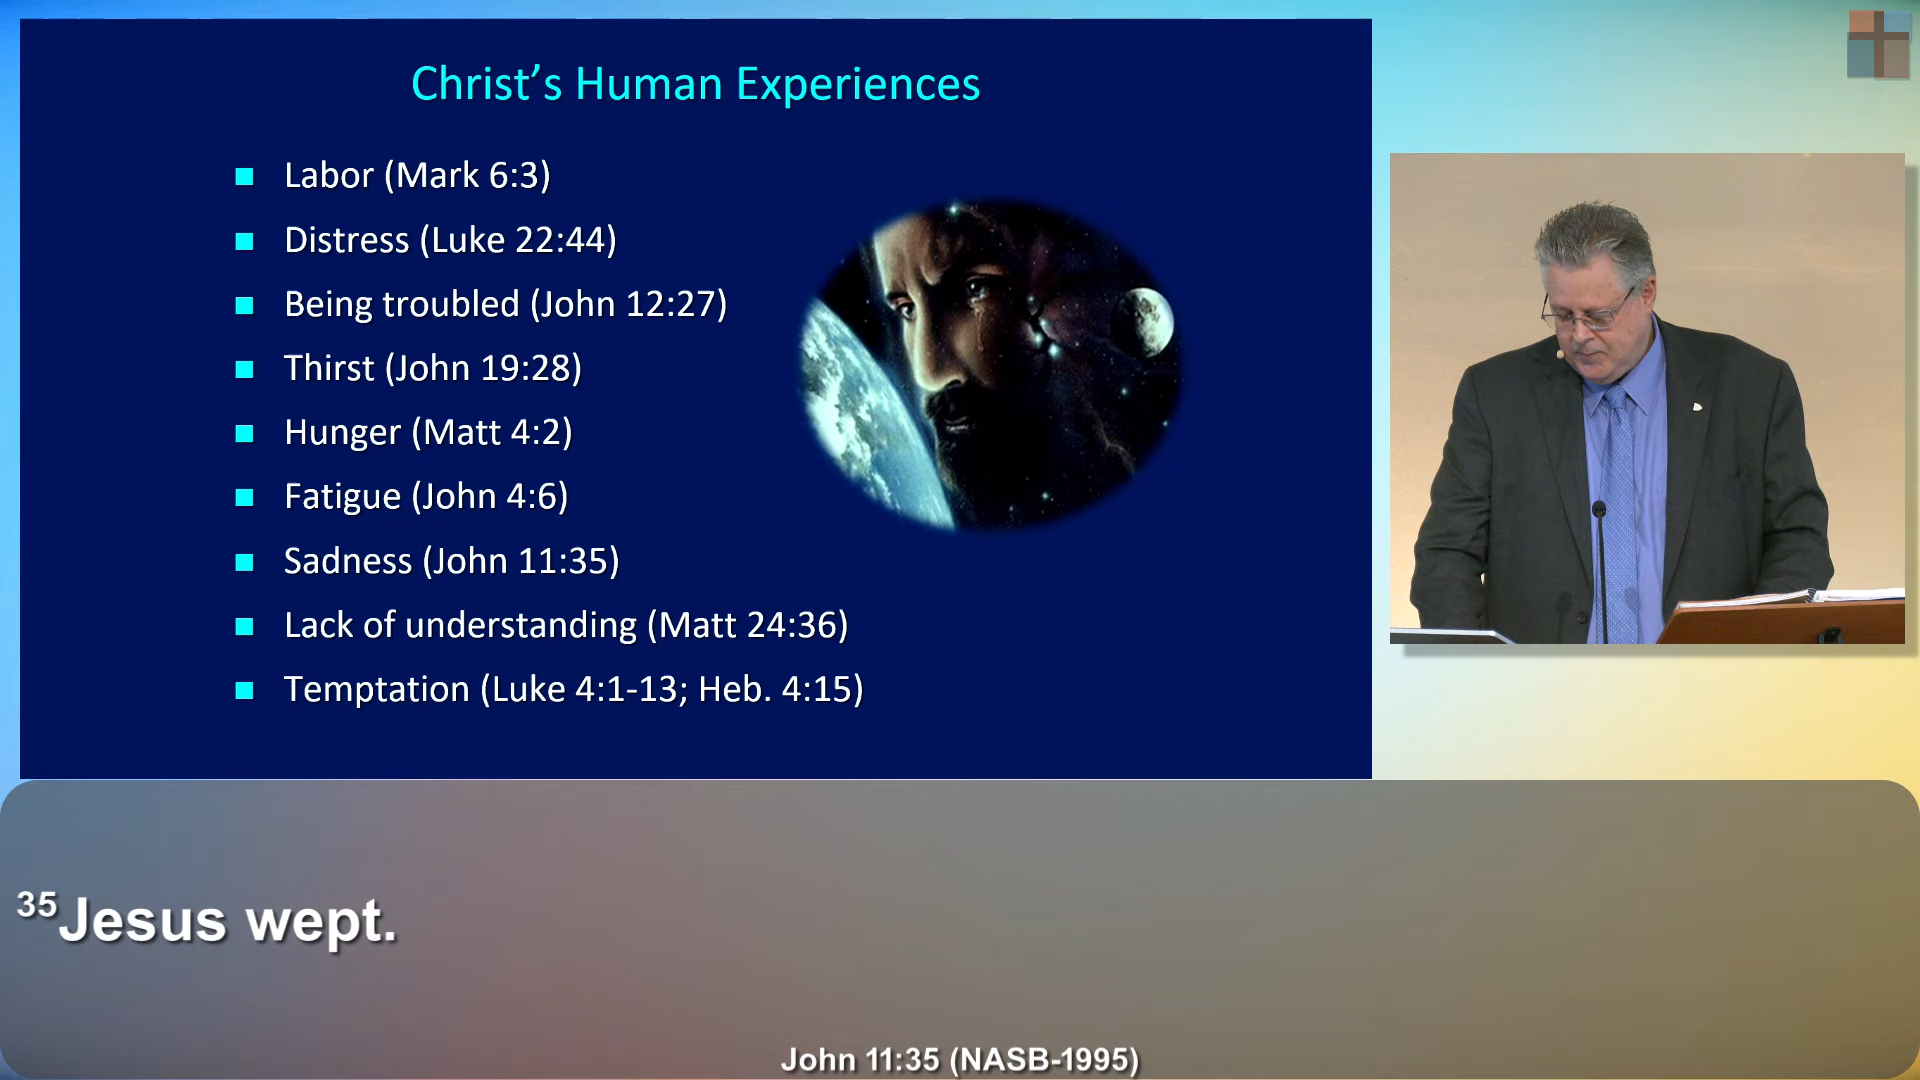 Christ’s Human Experiences
■ Labor (Mark 6:3)
■ Distress (Luke 22:44)
■ Being troubled (John 12:27)
■ Thirst (John 19:28)
■ Hunger (Matt 4:2)
■ Fatigue (John 4:6)
■ Sadness (John 11:35)
■ Lack of understanding (Matt 24:36)
■ Temptation (Luke 4:1-13; Heb. 4:15)
35 Jesus wept.
John 11:35 (NASB-1995)